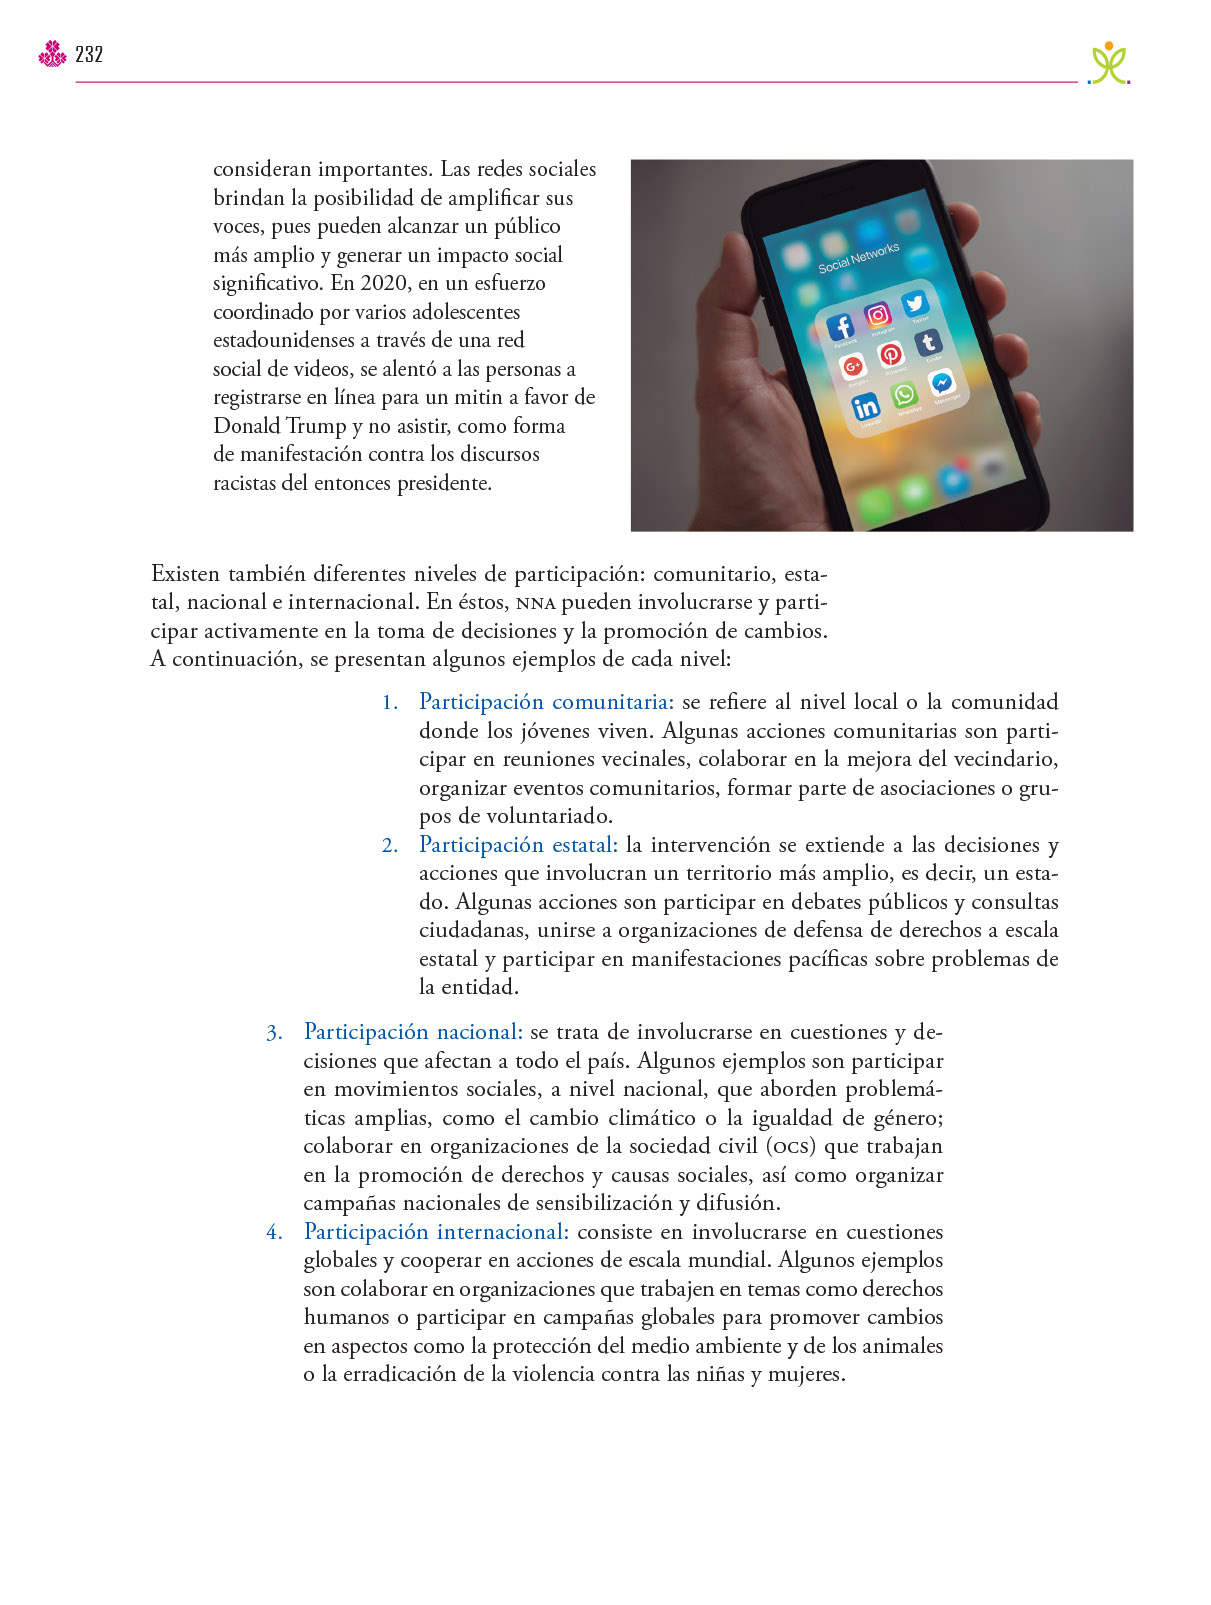 232
consideran importantes. Las redes sociales
brindan la posibilidad de amplificar sus
voces, pues pueden alcanzar un público
más amplio y generar un impacto social
significativo. En 2020, en un esfuerzo
coordinado por varios adolescentes
estadounidenses a través de una red
social de videos, se alentó a las personas a
registrarse en línea para un mitin a favor de
Donald Trump y no asistir, como forma
de manifestación contra los discursos
racistas del entonces presidente.
Social Networks
Facebook Instagram Twitter
Google+ Pinterest Tumblr
LinkedIn WhatsApp Messenger
Existen también diferentes niveles de participación: comunitario, esta-
tal, nacional e internacional. En éstos, NNA pueden involucrarse y parti-
cipar activamente en la toma de decisiones y la promoción de cambios.
A continuación, se presentan algunos ejemplos de cada nivel:
1. Participación comunitaria: se refiere al nivel local o la comunidad
donde los jóvenes viven. Algunas acciones comunitarias son parti-
cipar en reuniones vecinales, colaborar en la mejora del vecindario,
organizar eventos comunitarios, formar parte de asociaciones o gru-
pos de voluntariado.
2. Participación estatal: la intervención se extiende a las decisiones y
acciones que involucran un territorio más amplio, es decir, un esta-
do. Algunas acciones son participar en debates públicos y consultas
ciudadanas, unirse a organizaciones de defensa de derechos a escala
estatal y participar en manifestaciones pacíficas sobre problemas de
la entidad.
3. Participación nacional: se trata de involucrarse en cuestiones y de-
cisiones que afectan a todo el país. Algunos ejemplos son participar
en movimientos sociales, a nivel nacional, que aborden problemá-
ticas amplias, como el cambio climático o la igualdad de género;
colaborar en organizaciones de la sociedad civil (OCS) que trabajan
en la promoción de derechos y causas sociales, así como organizar
campañas nacionales de sensibilización y difusión.
4. Participación internacional: consiste en involucrarse en cuestiones
globales y cooperar en acciones de escala mundial. Algunos ejemplos
son colaborar en organizaciones que trabajen en temas como derechos
humanos o participar en campañas globales para promover cambios
en aspectos como la protección del medio ambiente y de los animales
o la erradicación de la violencia contra las niñas y mujeres.